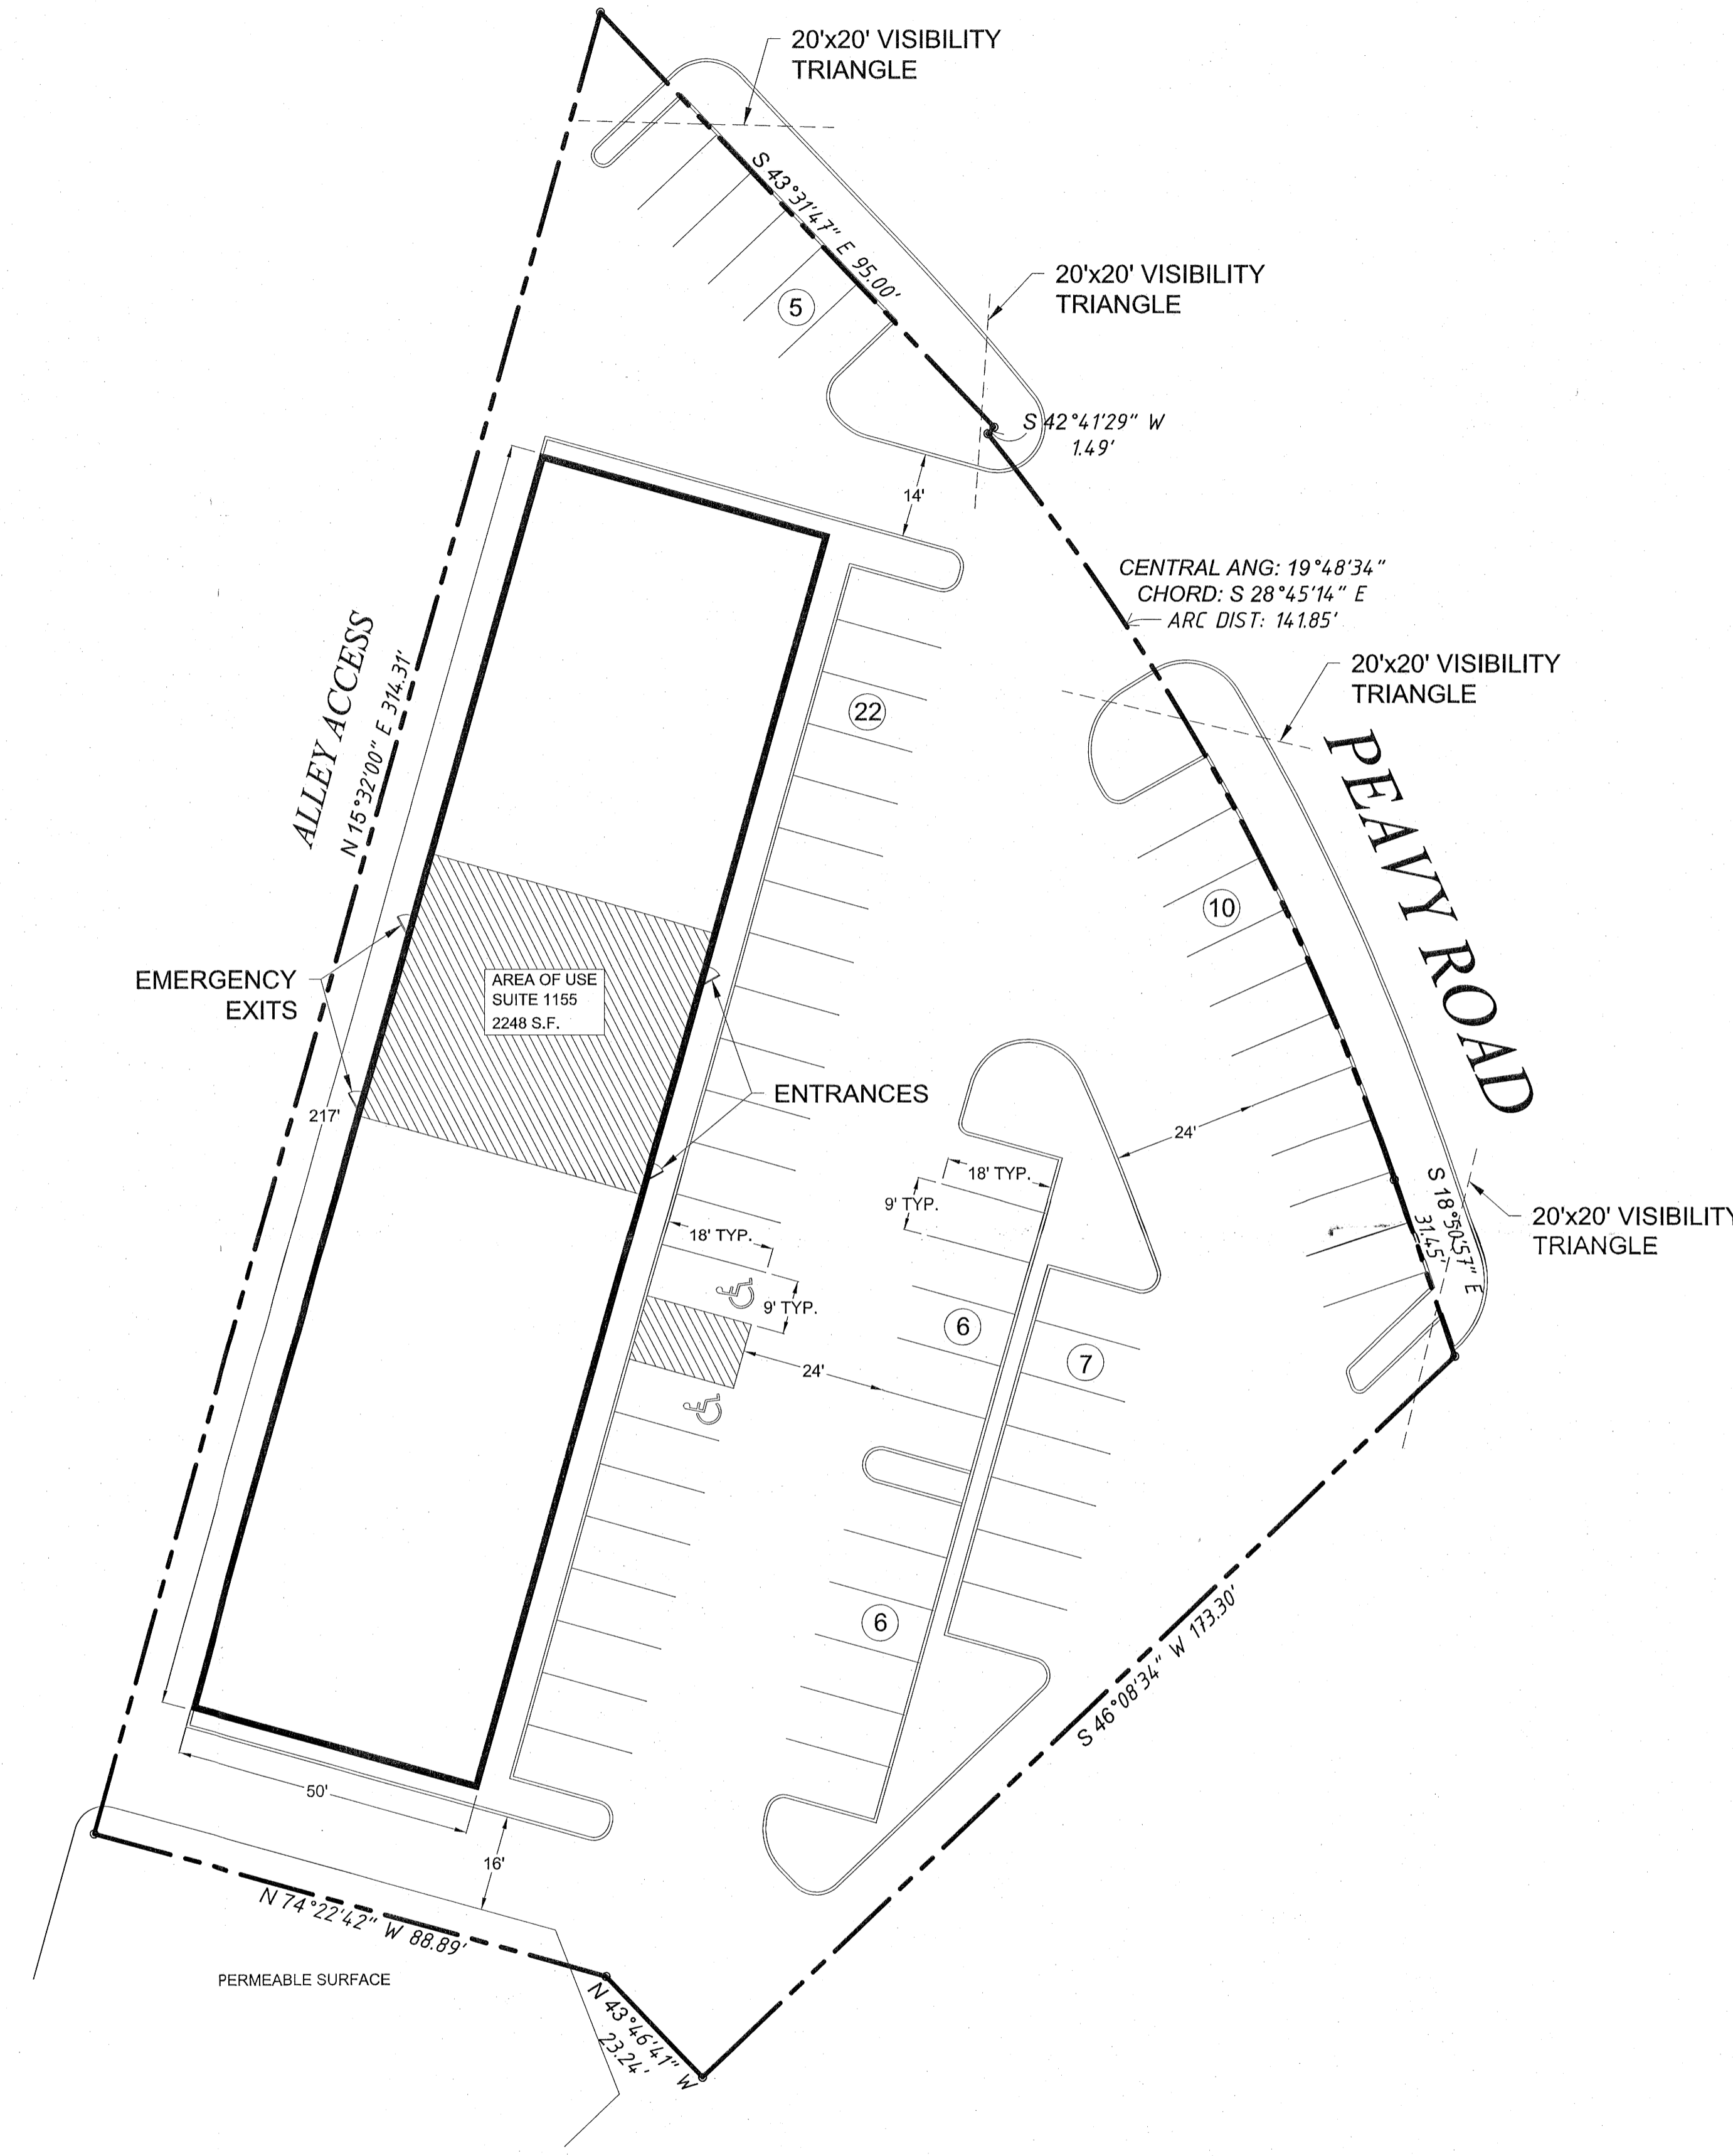 20'x20' VISIBILITY
TRIANGLE
S 43°31'47" E 95.00'
5
20'x20' VISIBILITY
TRIANGLE
S 42°41'29" W
1.49'
14'
CENTRAL ANG: 19°48'34"
CHORD: S 28°45'14" E
ARC DIST: 141.85'
20'x20' VISIBILITY
TRIANGLE
ALLEY ACCESS
N 15°32'00" E 314.31'
22
PEAVY ROAD
10
EMERGENCY
EXITS
AREA OF USE
SUITE 1155
2248 S.F.
ENTRANCES
217'
24'
18' TYP.
9' TYP.
S 18°50'57" E
31.45'
20'x20' VISIBILITY
TRIANGLE
18' TYP.
9' TYP.
6
7
24'
6
S 46°08'34" W 173.30'
50'
16'
N 74°22'42" W 88.89'
PERMEABLE SURFACE
N 43°46'41" W
23.24'